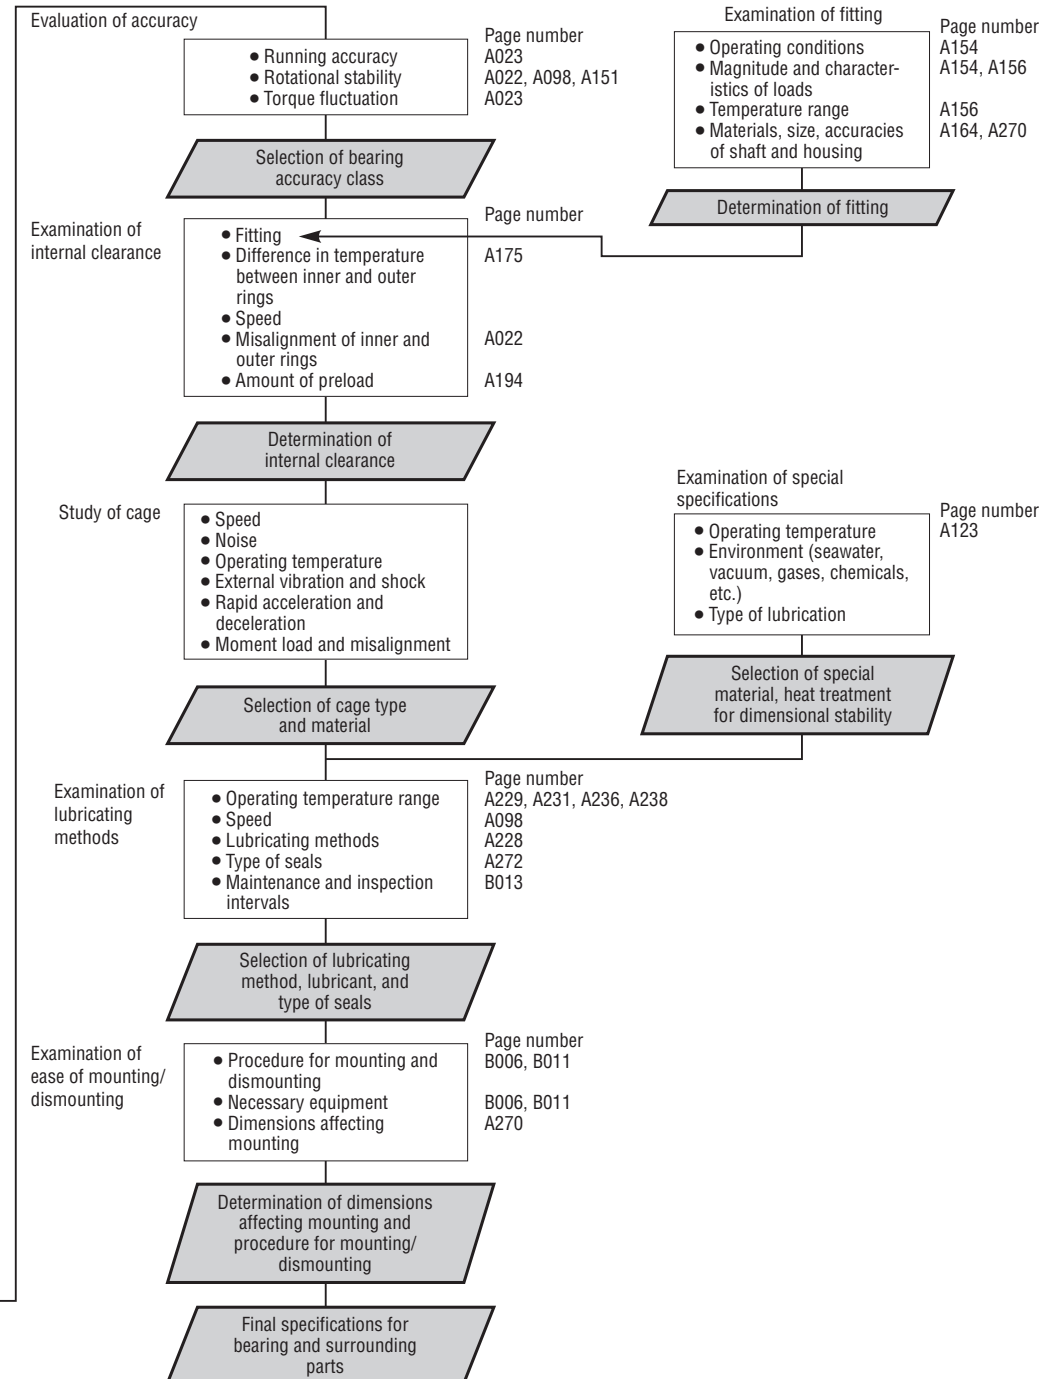 Evaluation of accuracy
Page number
● Running accuracy
A023
● Rotational stability
A022, A098, A151
● Torque fluctuation
A023
Selection of bearing
accuracy class
Examination of fitting
Page number
● Operating conditions
A154
● Magnitude and character-
istics of loads
A154, A156
● Temperature range
A156
● Materials, size, accuracies
of shaft and housing
A164, A270
Determination of fitting
Examination of
internal clearance
Page number
● Fitting
● Difference in temperature
between inner and outer
rings
A175
● Speed
● Misalignment of inner and
outer rings
A022
● Amount of preload
A194
Determination of
internal clearance
Study of cage
● Speed
● Noise
● Operating temperature
● External vibration and shock
● Rapid acceleration and
deceleration
● Moment load and misalignment
Selection of cage type
and material
Examination of special
specifications
Page number
● Operating temperature
A123
● Environment (seawater,
vacuum, gases, chemicals,
etc.)
● Type of lubrication
Selection of special
material, heat treatment
for dimensional stability
Examination of
lubricating
methods
Page number
● Operating temperature range
A229, A231, A236, A238
● Speed
A098
● Lubricating methods
A228
● Type of seals
A272
● Maintenance and inspection
intervals
B013
Selection of lubricating
method, lubricant, and
type of seals
Examination of
ease of mounting/
dismounting
Page number
● Procedure for mounting and
dismounting
B006, B011
● Necessary equipment
B006, B011
● Dimensions affecting
mounting
A270
Determination of dimensions
affecting mounting and
procedure for mounting/
dismounting
Final specifications for
bearing and surrounding
parts